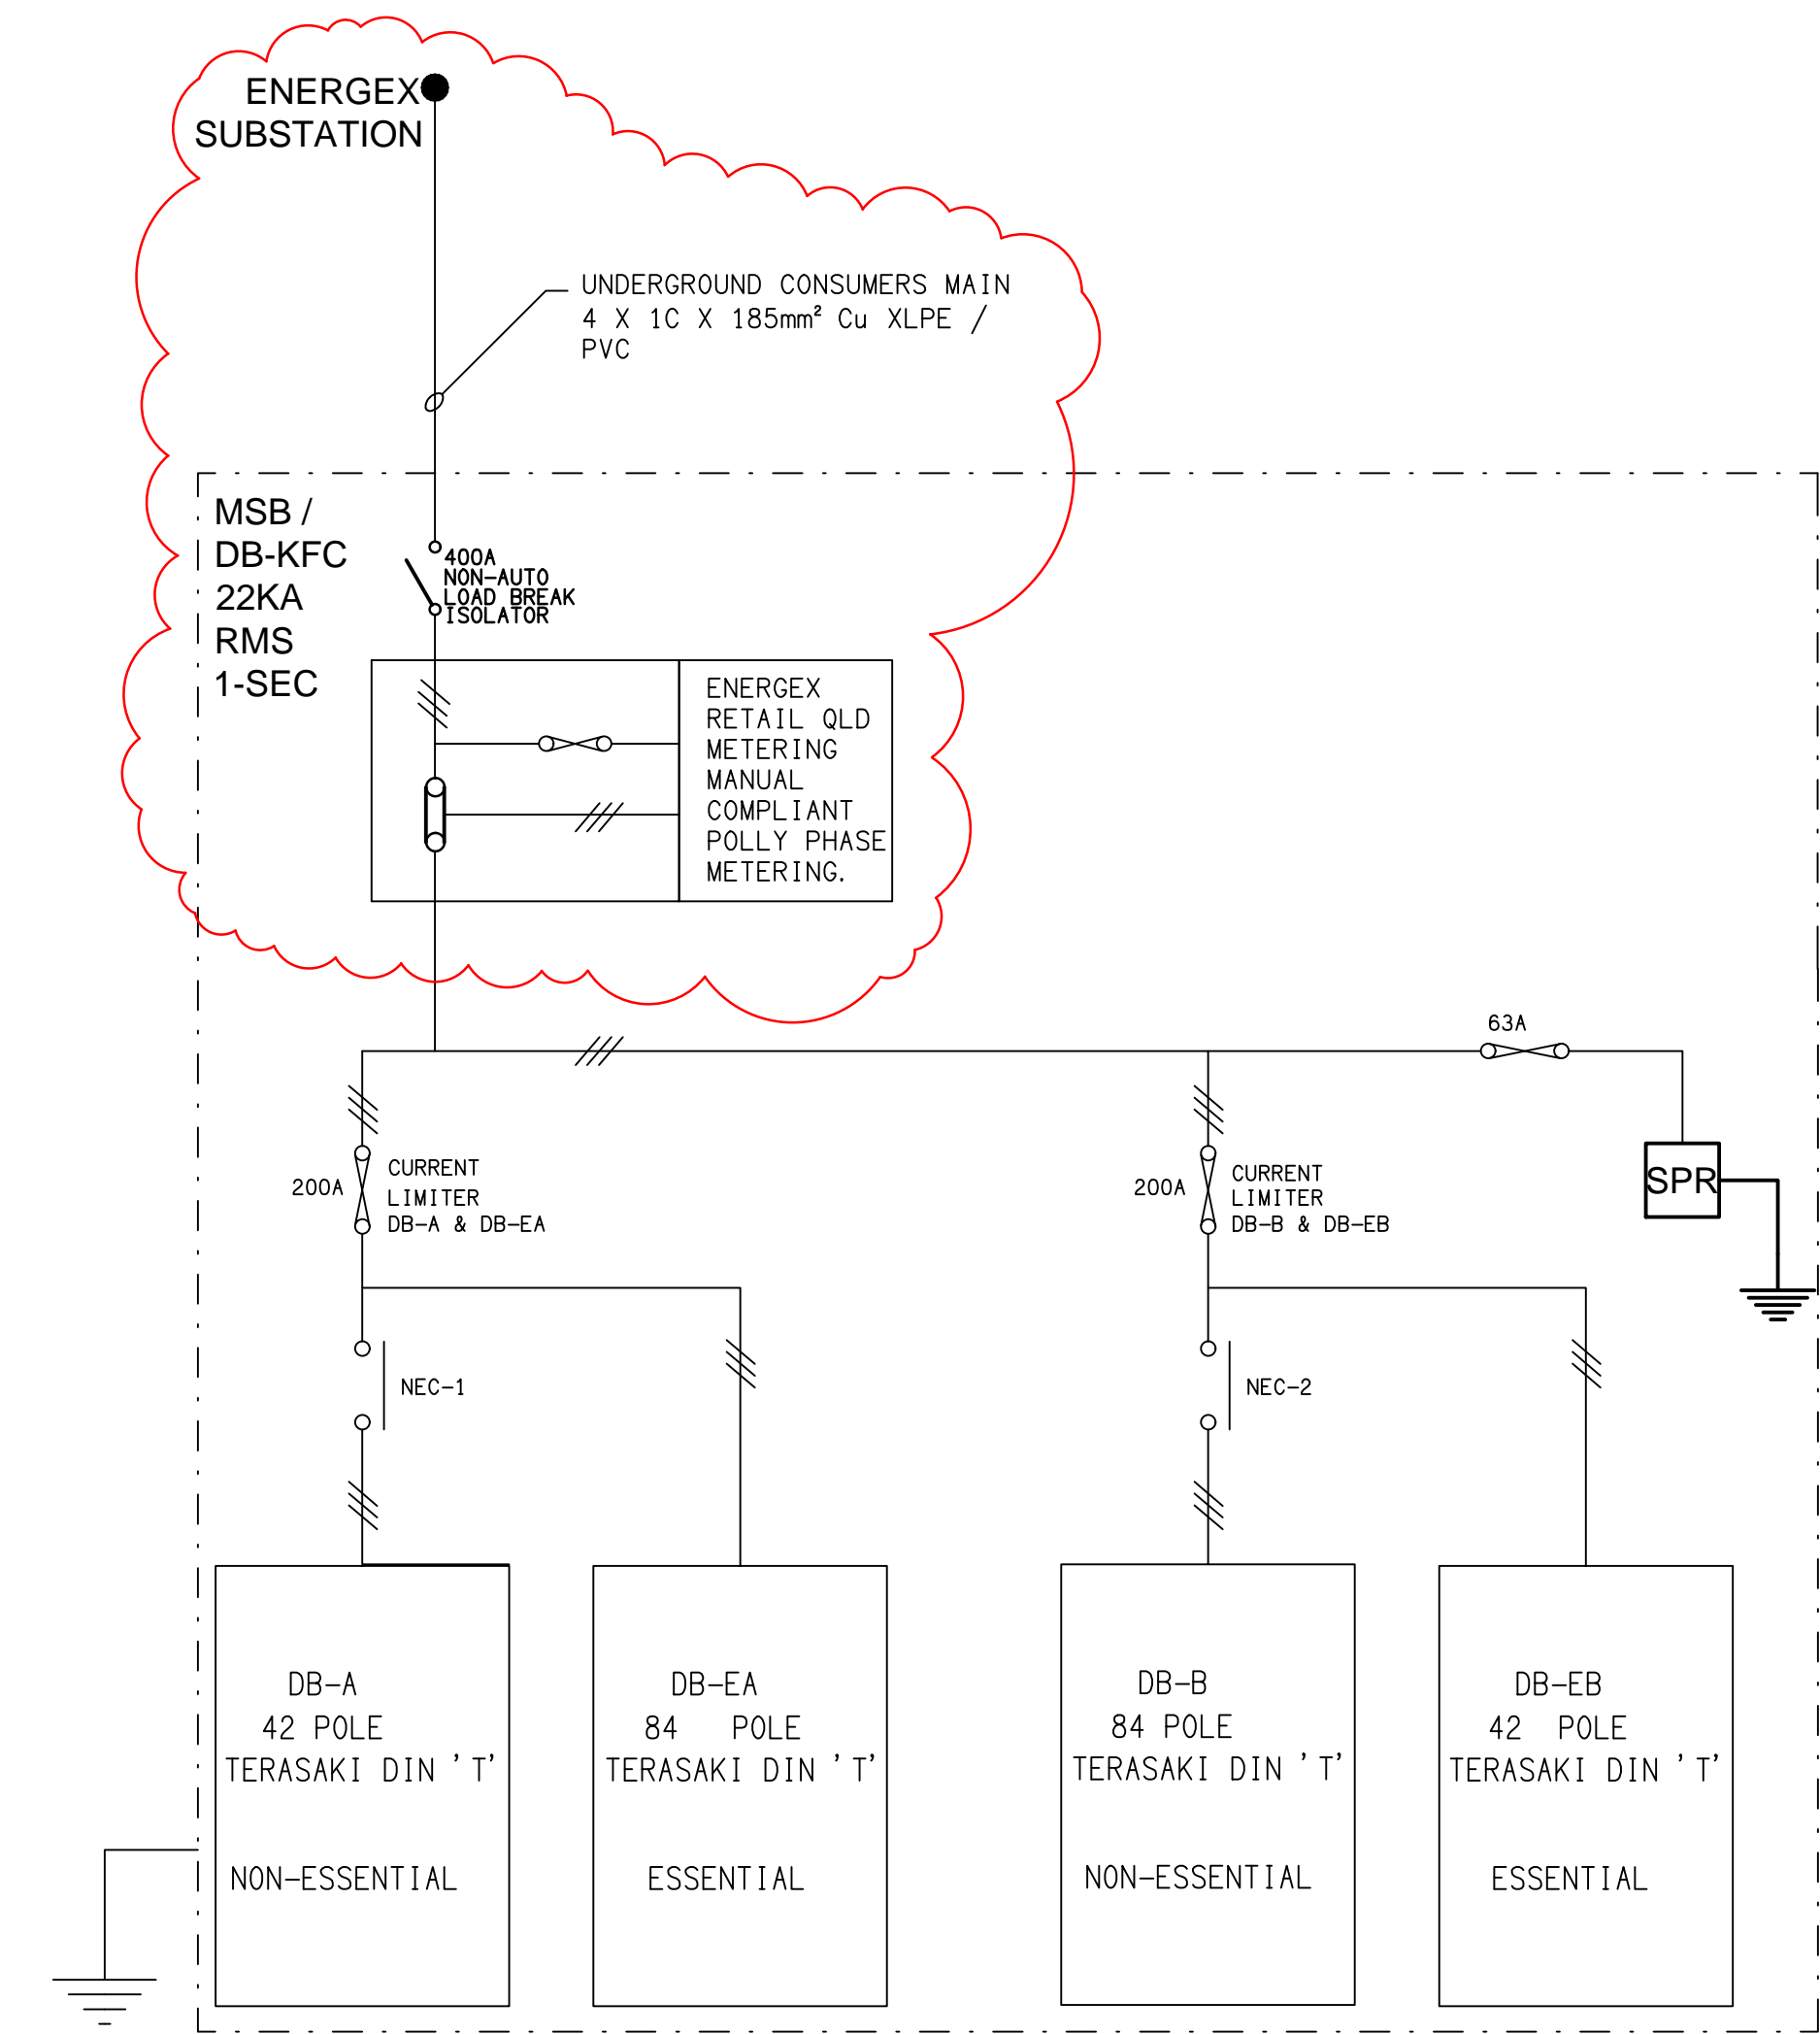 ENERGEX
SUBSTATION
UNDERGROUND CONSUMERS MAIN
4 X 1C X 185mm² Cu XLPE /
PVC
MSB /
DB-KFC
22KA
RMS
1-SEC
400A
NON-AUTO
LOAD BREAK
ISOLATOR
ENERGEX
RETAIL QLD
METERING
MANUAL
COMPLIANT
POLLY PHASE
METERING.
63A
200A
CURRENT
LIMITER
DB-A & DB-EA
200A
CURRENT
LIMITER
DB-B & DB-EB
SPR
NEC-1
NEC-2
DB-A
42 POLE
TERASAKI DIN 'T'
NON-ESSENTIAL
DB-EA
84 POLE
TERASAKI DIN 'T'
ESSENTIAL
DB-B
84 POLE
TERASAKI DIN 'T'
NON-ESSENTIAL
DB-EB
42 POLE
TERASAKI DIN 'T'
ESSENTIAL